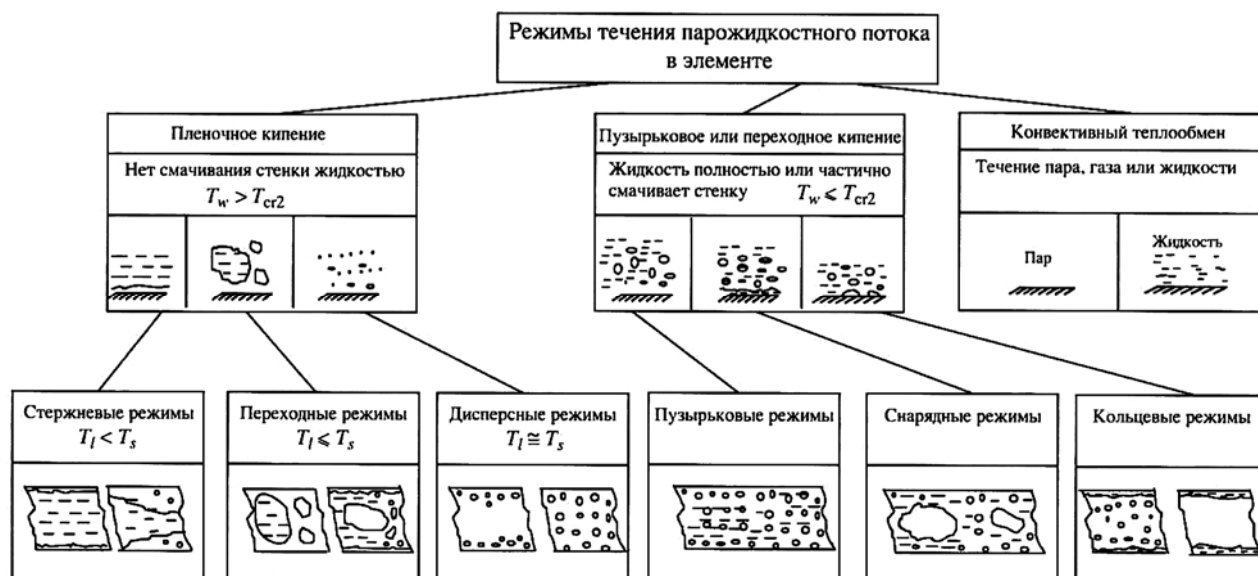 Режимы течения парожидкостного потока
в элементе
Пленочное кипение
Нет смачивания стенки жидкостью
T_w > T_cr2
Пузырьковое или переходное кипение
Жидкость полностью или частично
смачивает стенку T_w ⩽ T_cr2
Конвективный теплообмен
Течение пара, газа или жидкости
Пар
Жидкость
Стержневые режимы
T_l < T_s
Переходные режимы
T_l ⩽ T_s
Дисперсные режимы
T_l ≅ T_s
Пузырьковые режимы
Снарядные режимы
Кольцевые режимы